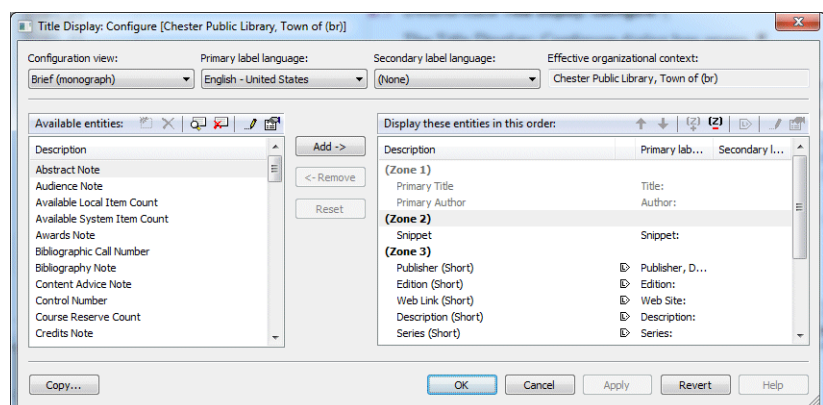 Title Display: Configure [Chester Public Library, Town of (br)]
Configuration view: Primary label language: Secondary label language: Effective organizational context:
Brief (monograph) English - United States (None) Chester Public Library, Town of (br)
Available entities: Display these entities in this order:
Description
Abstract Note
Audience Note
Available Local Item Count
Available System Item Count
Awards Note
Bibliographic Call Number
Bibliography Note
Content Advice Note
Control Number
Course Reserve Count
Credits Note
Add ->
<- Remove
Reset
Description Primary lab... Secondary l...
(Zone 1)
Primary Title Title:
Primary Author Author:
(Zone 2)
Snippet Snippet:
(Zone 3)
Publisher (Short) Publisher, D...
Edition (Short) Edition:
Web Link (Short) Web Site:
Description (Short) Description:
Series (Short) Series:
Copy... OK Cancel Apply Revert Help